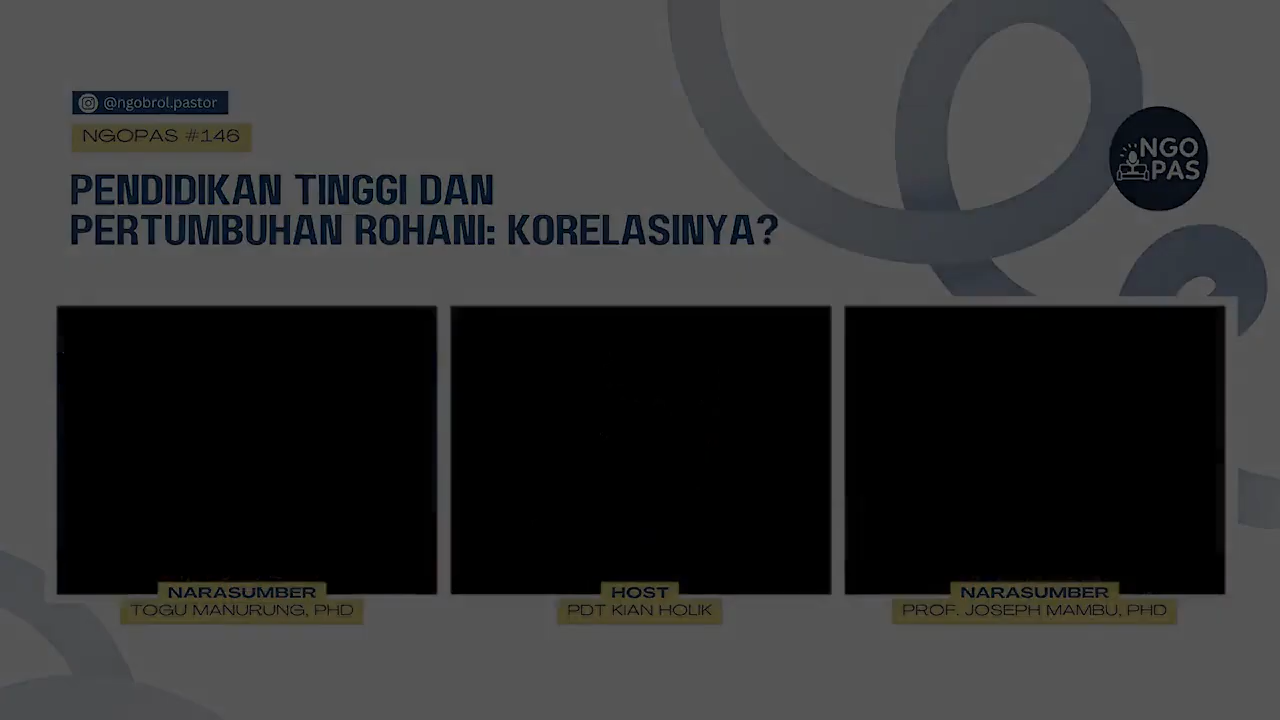 @ngobrol.pastor
NGOPAS #146
PENDIDIKAN TINGGI DAN
PERTUMBUHAN ROHANI: KORELASINYA?
NGO
PAS
NARASUMBER
TOGU MANURUNG, PHD
HOST
PDT KIAN HOLIK
NARASUMBER
PROF. JOSEPH MAMBU, PHD